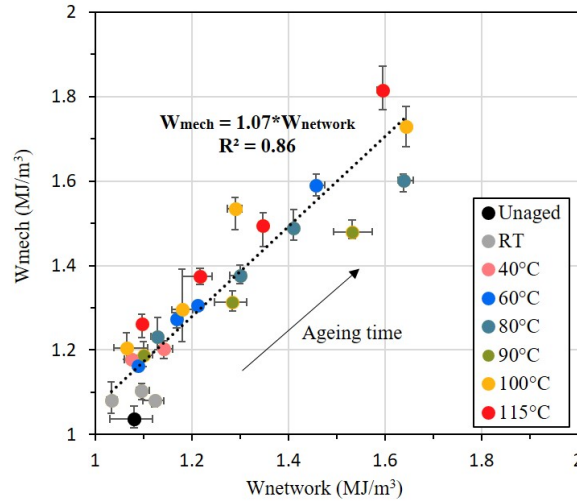 2
1.8
1.6
1.4
1.2
1
Wmech (MJ/m³)
Wmech = 1.07*Wnetwork
R² = 0.86
Ageing time
Unaged
RT
40°C
60°C
80°C
90°C
100°C
115°C
1 1.2 1.4 1.6 1.8 2
Wnetwork (MJ/m³)